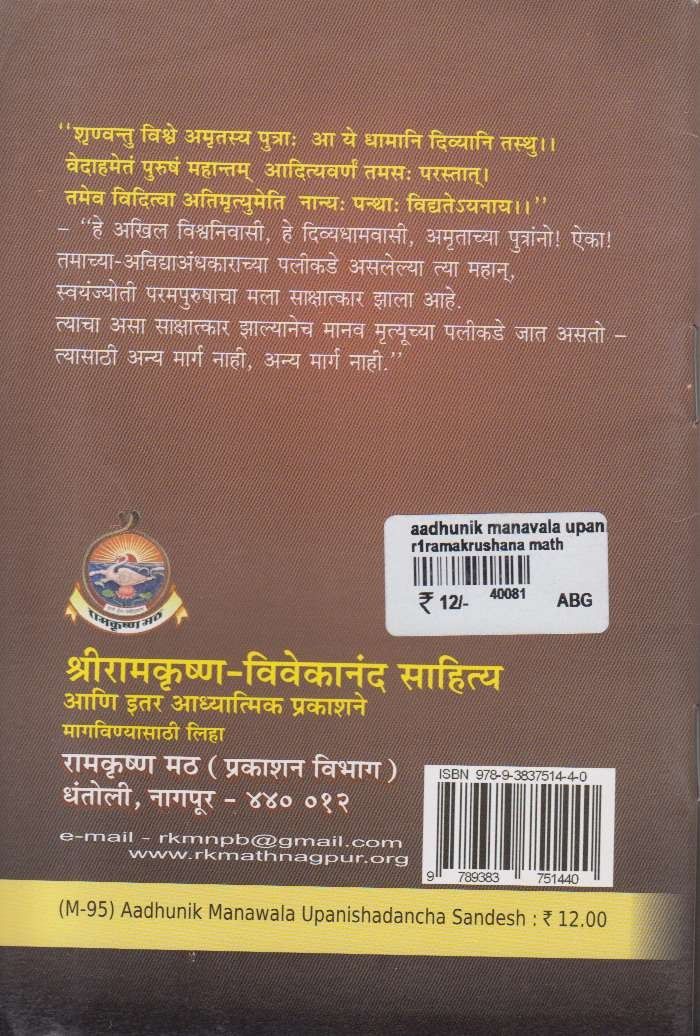 “शृण्वन्तु विश्वे अमृतस्य पुत्राः आ ये धामानि दिव्यानि तस्थु।।
वेदाहमेतं पुरुषं महान्तम् आदित्यवर्णं तमसः परस्तात्।
तमेव विदित्वा अतिमृत्युमेति नान्यः पन्थाः विद्यतेऽयनाय।।”
– “हे अखिल विश्वनिवासी, हे दिव्यधामवासी, अमृताच्या पुत्रांनो! ऐका!
तमाच्या-अविद्याअंधकाराच्या पलीकडे असलेल्या त्या महान्,
स्वयंज्योती परमपुरुषाचा मला साक्षात्कार झाला आहे.
त्याचा असा साक्षात्कार झाल्यानेच मानव मृत्यूच्या पलीकडे जात असतो –
त्यासाठी अन्य मार्ग नाही, अन्य मार्ग नाही.”
aadhunik manavala upan
r1ramakrushana math
40081
₹ 12/-
ABG
रामकृष्ण मठ
श्रीरामकृष्ण-विवेकानंद साहित्य
आणि इतर आध्यात्मिक प्रकाशने
मागविण्यासाठी लिहा
रामकृष्ण मठ ( प्रकाशन विभाग )
धंतोली, नागपूर – ४४० ०१२
e-mail - rkmnpb@gmail.com
www.rkmathnagpur.org
ISBN 978-9-3837514-4-0
9 789383 751440
(M-95) Aadhunik Manawala Upanishadancha Sandesh : ₹ 12.00